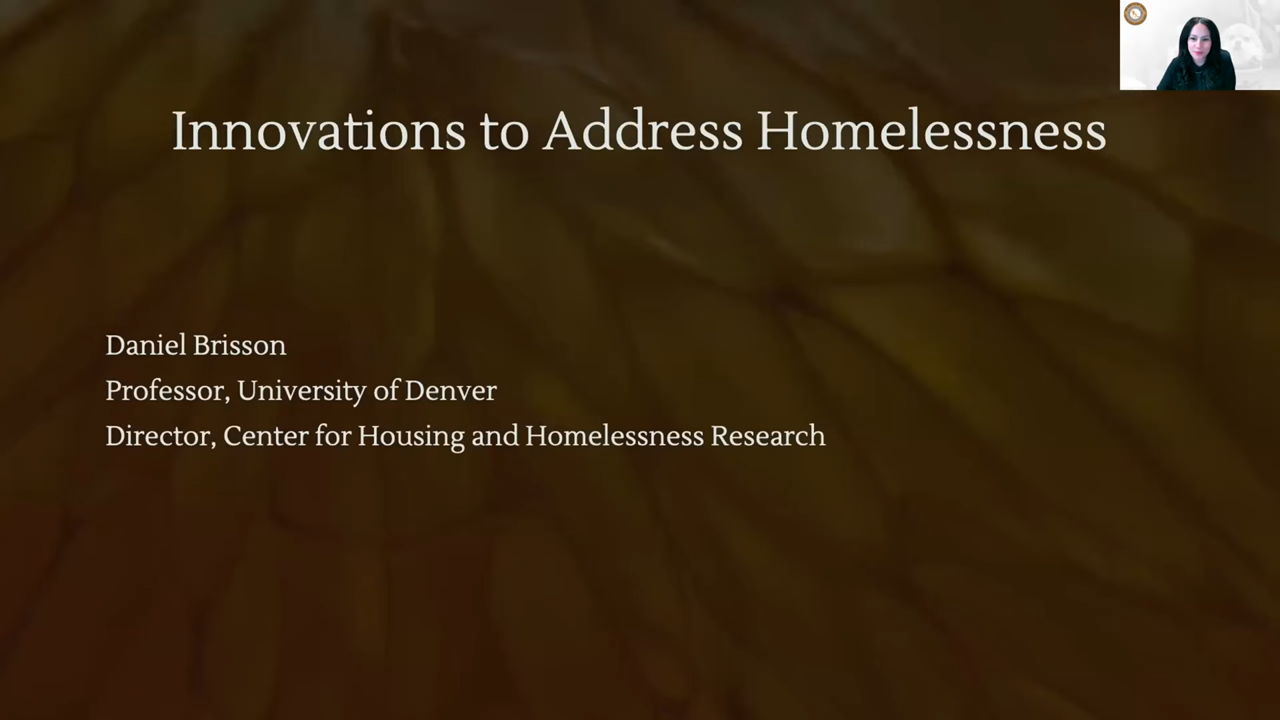 Innovations to Address Homelessness
Daniel Brisson
Professor, University of Denver
Director, Center for Housing and Homelessness Research